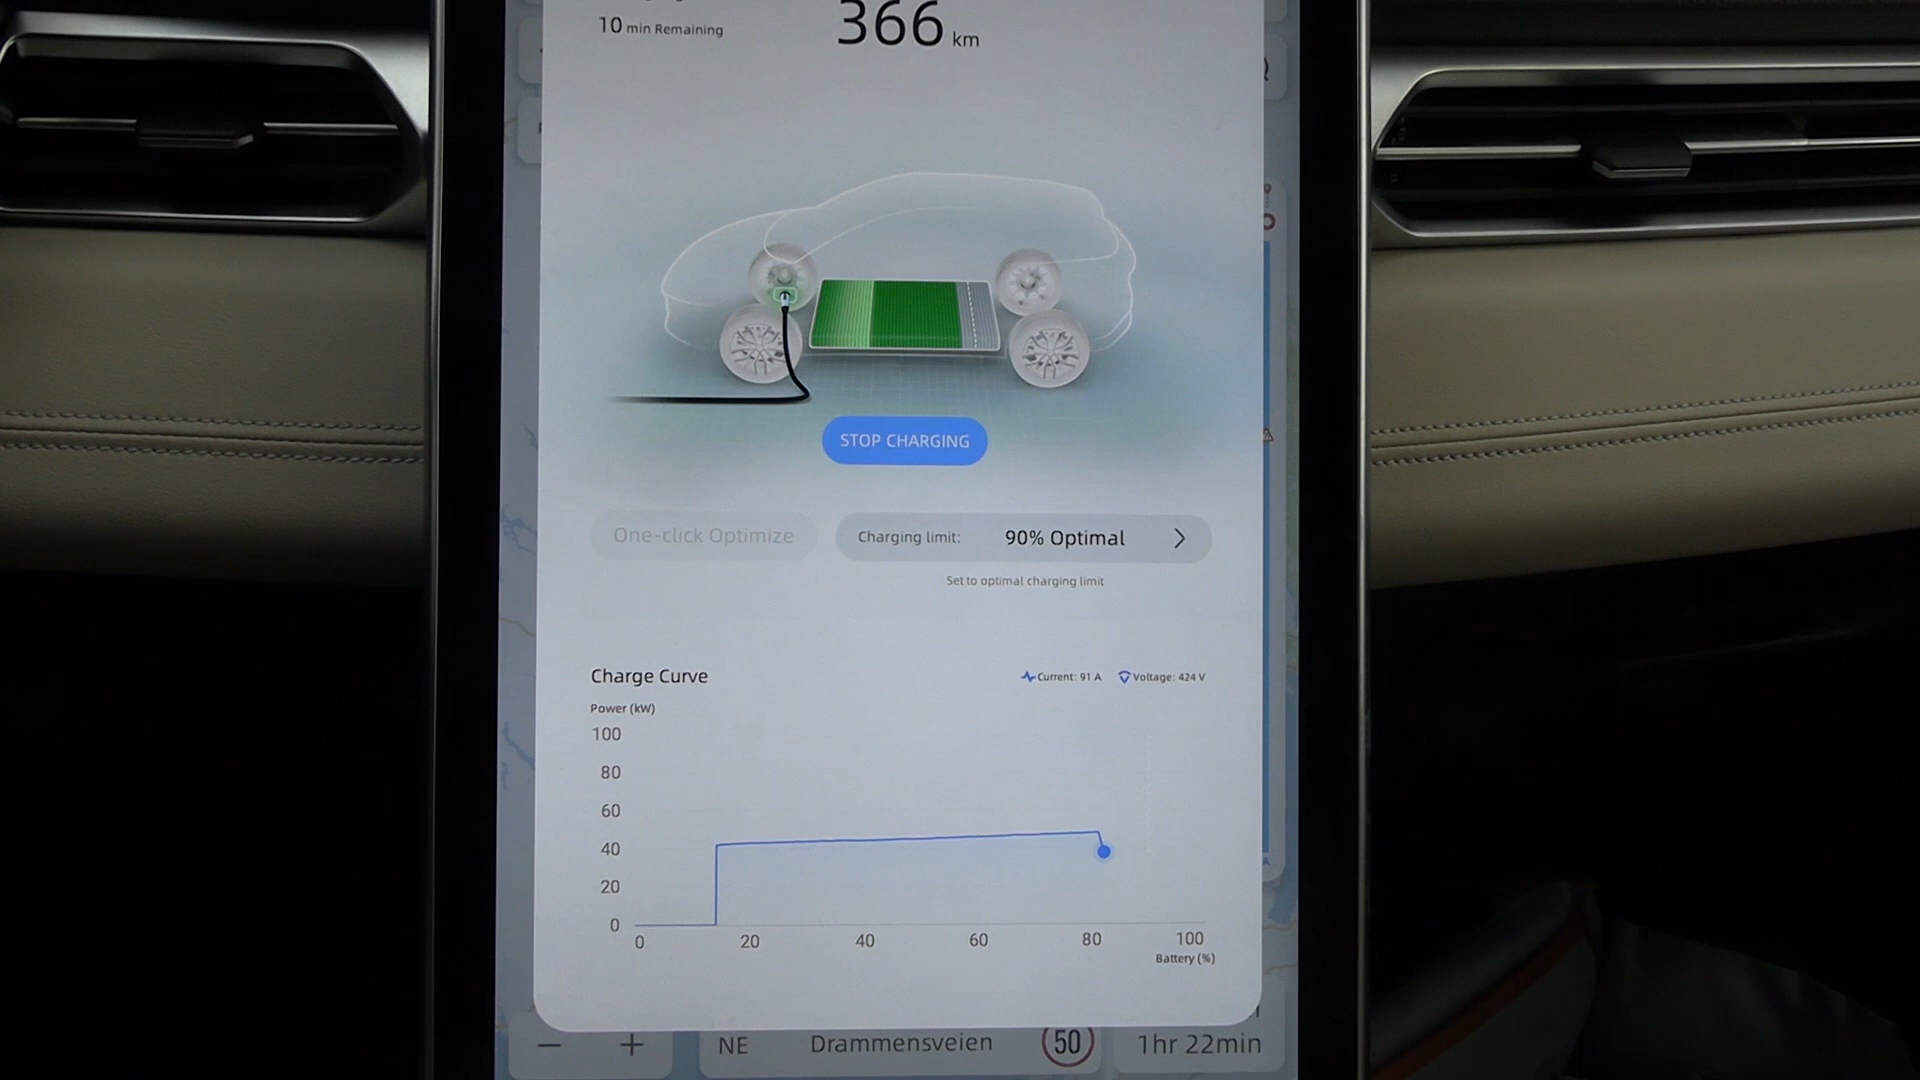 10 min Remaining
366 km
STOP CHARGING
One-click Optimize
Charging limit: 90% Optimal
Set to optimal charging limit
Charge Curve
Current: 91 A
Voltage: 424 V
Power (kW)
100
80
60
40
20
0
0 20 40 60 80 100
Battery (%)
NE Drammensveien 50 1hr 22min